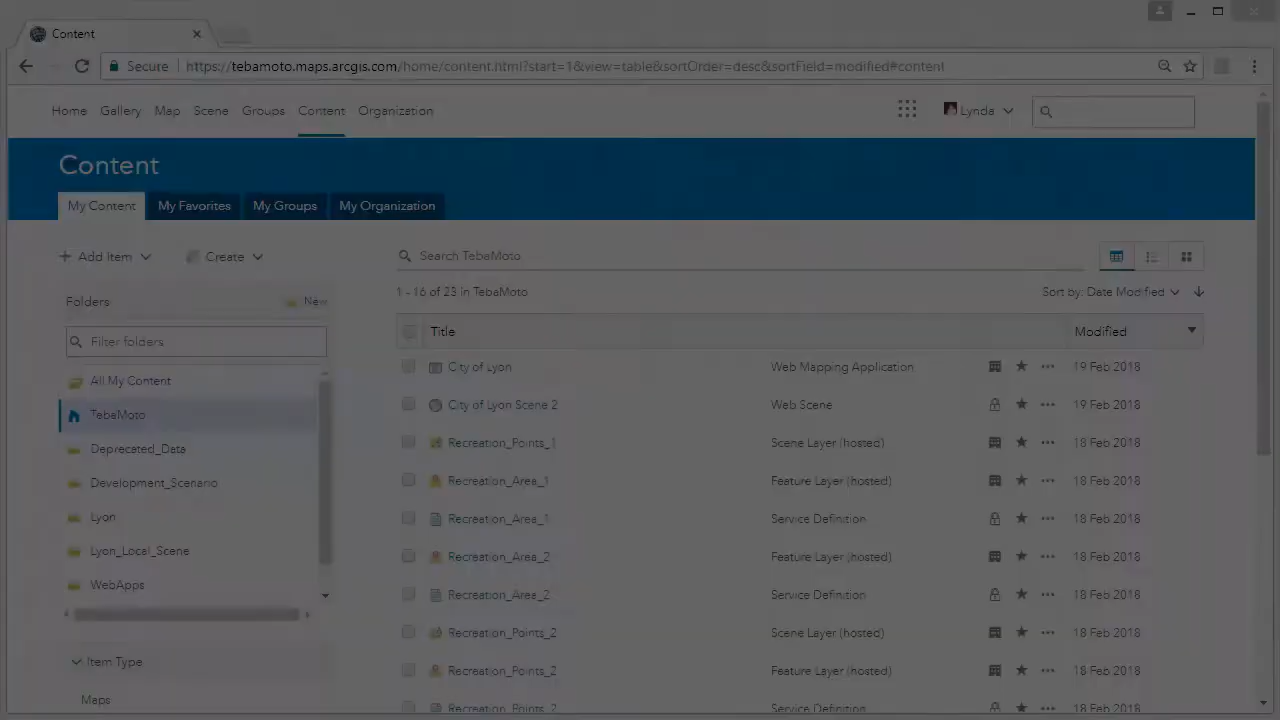 Content
Secure https://tebamoto.maps.arcgis.com/home/content.html?start=1&view=table&sortOrder=desc&sortField=modified#content
Home Gallery Map Scene Groups Content Organization Lynda
Content
My Content My Favorites My Groups My Organization
Add Item Create Search TebaMoto
Folders New 1 - 16 of 23 in TebaMoto Sort by: Date Modified
Filter folders Title Modified
All My Content City of Lyon Web Mapping Application 19 Feb 2018
TebaMoto City of Lyon Scene 2 Web Scene 19 Feb 2018
Deprecated_Data Recreation_Points_1 Scene Layer (hosted) 18 Feb 2018
Development_Scenario Recreation_Area_1 Feature Layer (hosted) 18 Feb 2018
Lyon Recreation_Area_1 Service Definition 18 Feb 2018
Lyon_Local_Scene Recreation_Area_2 Feature Layer (hosted) 18 Feb 2018
WebApps Recreation_Area_2 Service Definition 18 Feb 2018
Recreation_Points_2 Scene Layer (hosted) 18 Feb 2018
Item Type Recreation_Points_2 Feature Layer (hosted) 18 Feb 2018
Maps Recreation_Points_2 Service Definition 18 Feb 2018